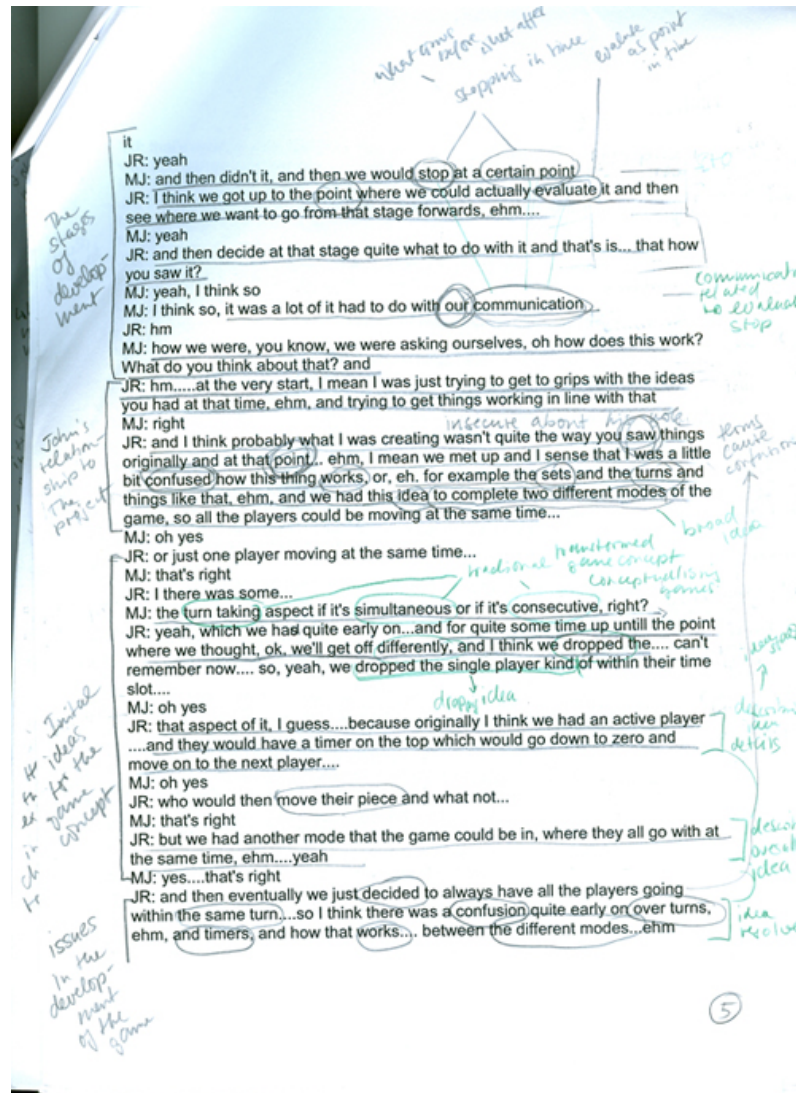 what comes
before what after
stopping in time
evaluate
as point
in time
it
JR: yeah
MJ: and then didn't it, and then we would stop at a certain point
JR: I think we got up to the point where we could actually evaluate it and then
see where we want to go from that stage forwards, ehm....
MJ: yeah
JR: and then decide at that stage quite what to do with it and that's is... that how
you saw it?
MJ: yeah, I think so
MJ: I think so, it was a lot of it had to do with our communication...
JR: hm
MJ: how we were, you know, we were asking ourselves, oh how does this work?
What do you think about that? and
The
stages
of
develop-
ment
related
to evaluate
stop
JR: hm.....at the very start, I mean I was just trying to get to grips with the ideas
you had at that time, ehm, and trying to get things working in line with that
MJ: right
insecure about his role
JR: and I think probably what I was creating wasn't quite the way you saw things
originally and at that point... ehm, I mean we met up and I sense that I was a little
bit confused how this thing works, or, eh. for example the sets and the turns and
things like that, ehm, and we had this idea to complete two different modes of the
game, so all the players could be moving at the same time...
MJ: oh yes
John's
relation-
ship to
The
project
terms
cause
broad
idea
JR: or just one player moving at the same time...
MJ: that's right
JR: I there was some...
traditional transformed
game concept
conceptualising
games
MJ: the turn taking aspect if it's simultaneous or if it's consecutive, right?
JR: yeah, which we had quite early on...and for quite some time up untill the point
where we thought, ok. we'll get off differently, and I think we dropped the.... can't
remember now.... so, yeah, we dropped the single player kind of within their time
slot....
dropp idea
MJ: oh yes
JR: that aspect of it, I guess....because originally I think we had an active player
....and they would have a timer on the top which would go down to zero and
move on to the next player....
MJ: oh yes
JR: who would then move their piece and what not...
MJ: that's right
JR: but we had another mode that the game could be in, where they all go with at
the same time, ehm....yeah
MJ: yes....that's right
Initial
ideas
for the
game
concept
details
idea
JR: and then eventually we just decided to always have all the players going
within the same turn....so I think there was a confusion quite early on over turns,
ehm, and timers, and how that works.... between the different modes...ehm
issues
in the
develop-
ment
of the
game
idea
5